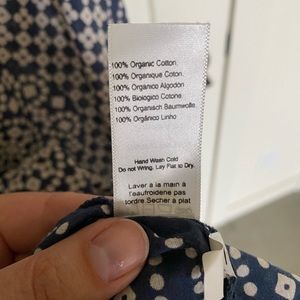 100% Organic Cotton.
100% Organique Coton.
100% Orgánico Algodón
100% Biologico Cotone.
100% Organisch Baumwolle.
100% Orgânico Linho
Hand Wash Cold
Do not Wring. Lay Flat to Dry.
Laver à la main à
l'eaufroidene pas
tordre Secher à plat